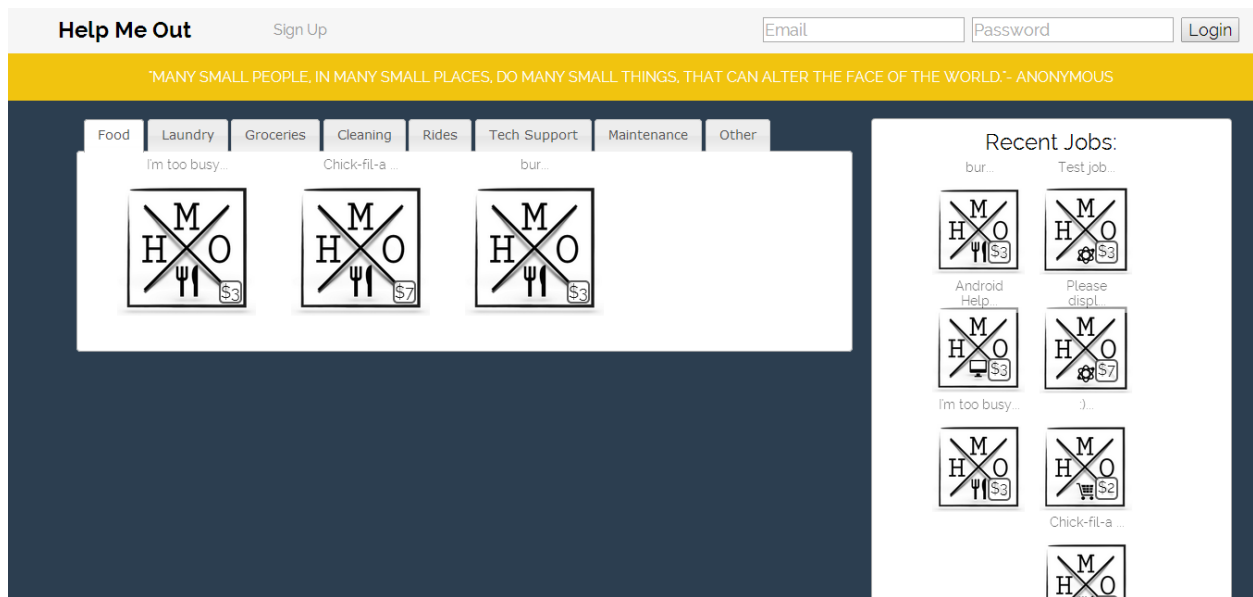 Help Me Out Sign Up Email Password Login
"MANY SMALL PEOPLE, IN MANY SMALL PLACES, DO MANY SMALL THINGS, THAT CAN ALTER THE FACE OF THE WORLD."- ANONYMOUS
Food Laundry Groceries Cleaning Rides Tech Support Maintenance Other
I'm too busy... Chick-fil-a ... bur...
M M M
H O H O H O
$3 $7 $3
Recent Jobs:
bur... Test job...
M M
H O H O
$3 $3
Android Please
Help... displ...
M M
H O H O
$3 $7
I'm too busy... :)...
M M
H O H O
$3 $2
Chick-fil-a ...
M
H O